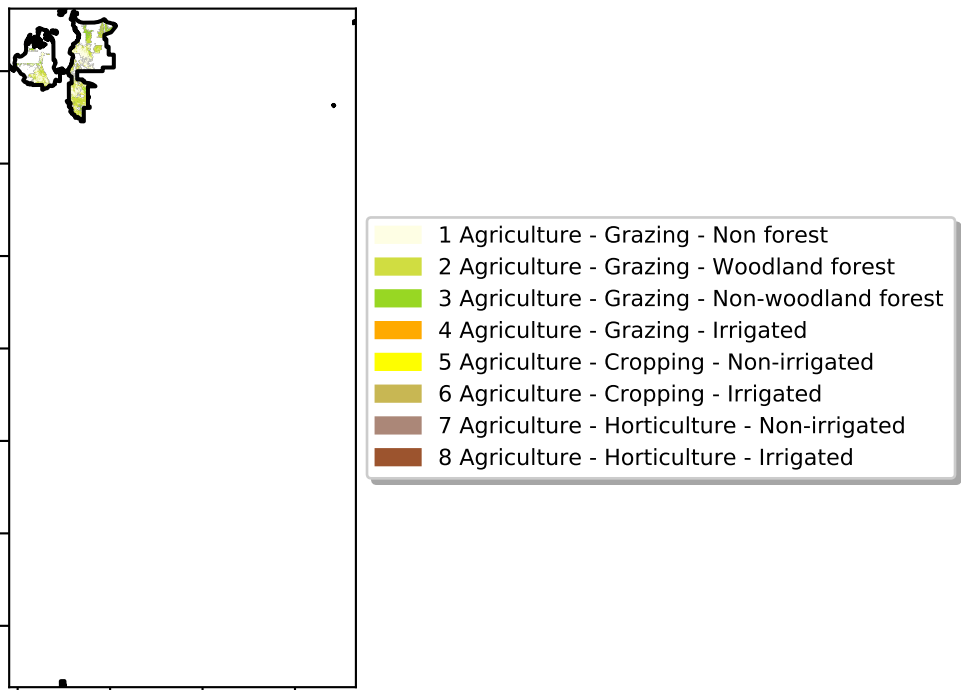 1 Agriculture - Grazing - Non forest
2 Agriculture - Grazing - Woodland forest
3 Agriculture - Grazing - Non-woodland forest
4 Agriculture - Grazing - Irrigated
5 Agriculture - Cropping - Non-irrigated
6 Agriculture - Cropping - Irrigated
7 Agriculture - Horticulture - Non-irrigated
8 Agriculture - Horticulture - Irrigated